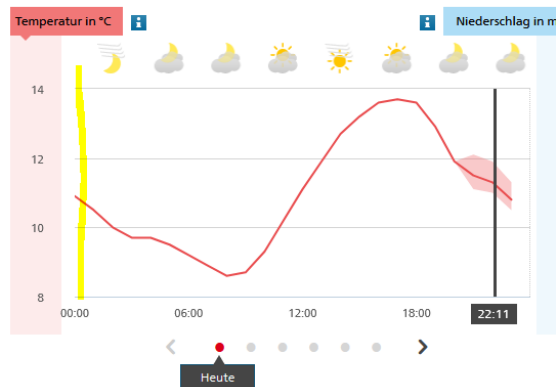 Temperatur in °C
i
i
Niederschlag in m
14
12
10
8
00:00
06:00
12:00
18:00
22:11
Heute